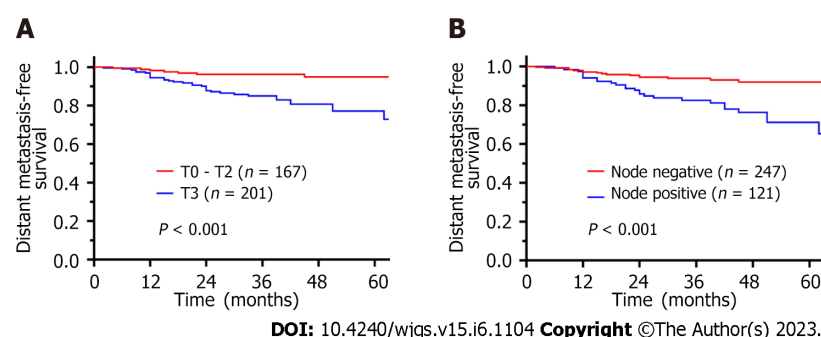 A
Distant metastasis-free
survival
1.0
0.8
0.6
0.4
0.2
0.0
T0 - T2 (n = 167)
T3 (n = 201)
P < 0.001
0 12 24 36 48 60
Time (months)
B
Distant metastasis-free
survival
1.0
0.8
0.6
0.4
0.2
0.0
Node negative (n = 247)
Node positive (n = 121)
P < 0.001
0 12 24 36 48 60
Time (months)
DOI: 10.4240/wjgs.v15.i6.1104 Copyright ©The Author(s) 2023.